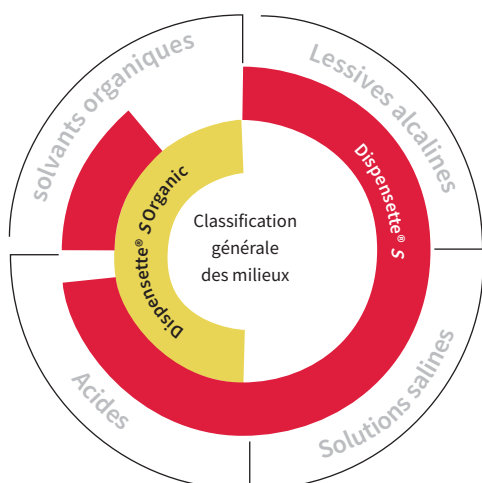 solvants organiques
Lessives alcalines
Dispensette® S
Dispensette® S Organic
Classification
générale
des milieux
Acides
Solutions salines